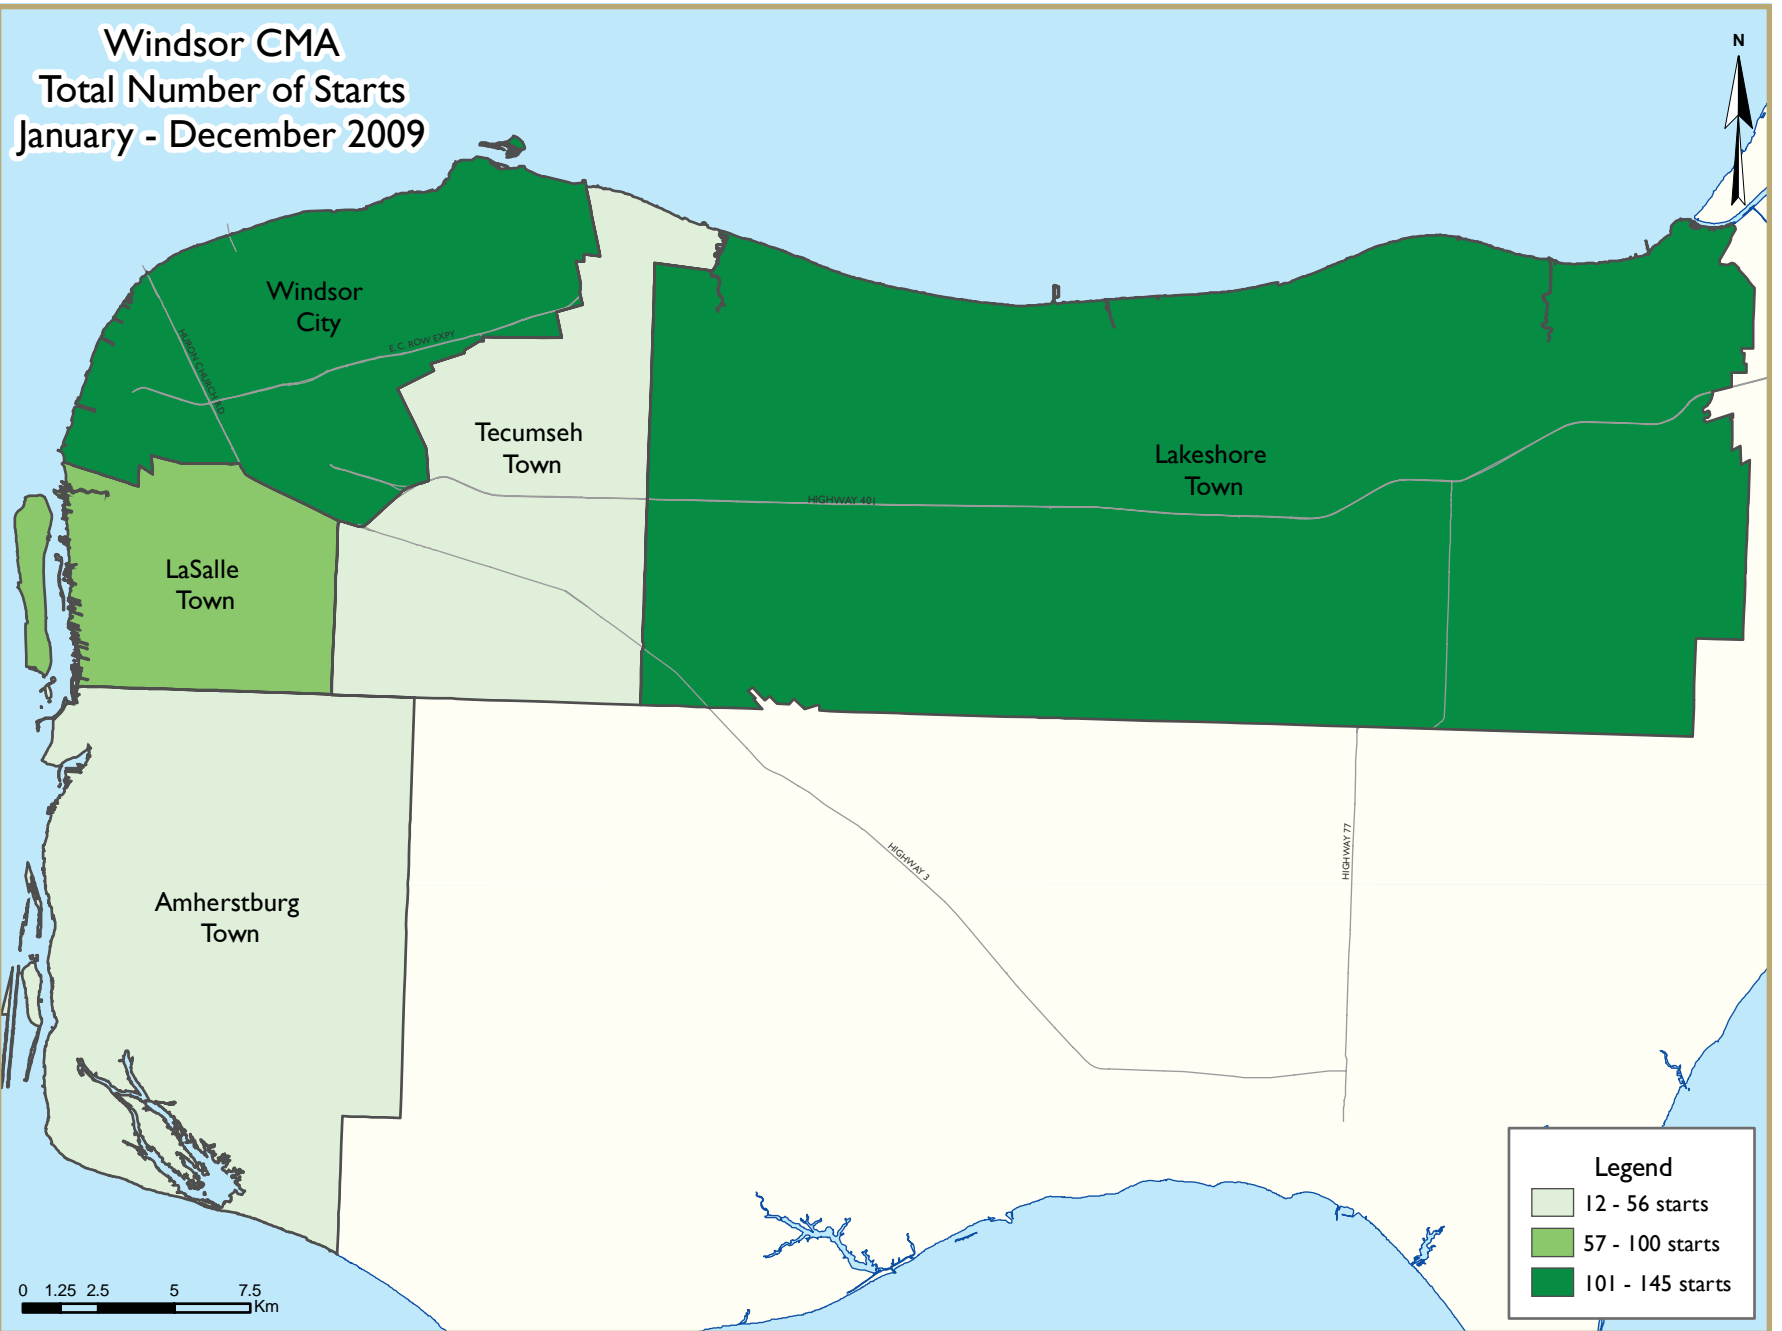 Windsor CMA
Total Number of Starts
January - December 2009
N
Windsor
City
HURON CHURCH RD
E.C. ROW EXPY
Tecumseh
Town
Lakeshore
Town
HIGHWAY 401
LaSalle
Town
Amherstburg
Town
HIGHWAY 3
HIGHWAY 77
Legend
12 - 56 starts
57 - 100 starts
101 - 145 starts
0 1.25 2.5 5 7.5
Km